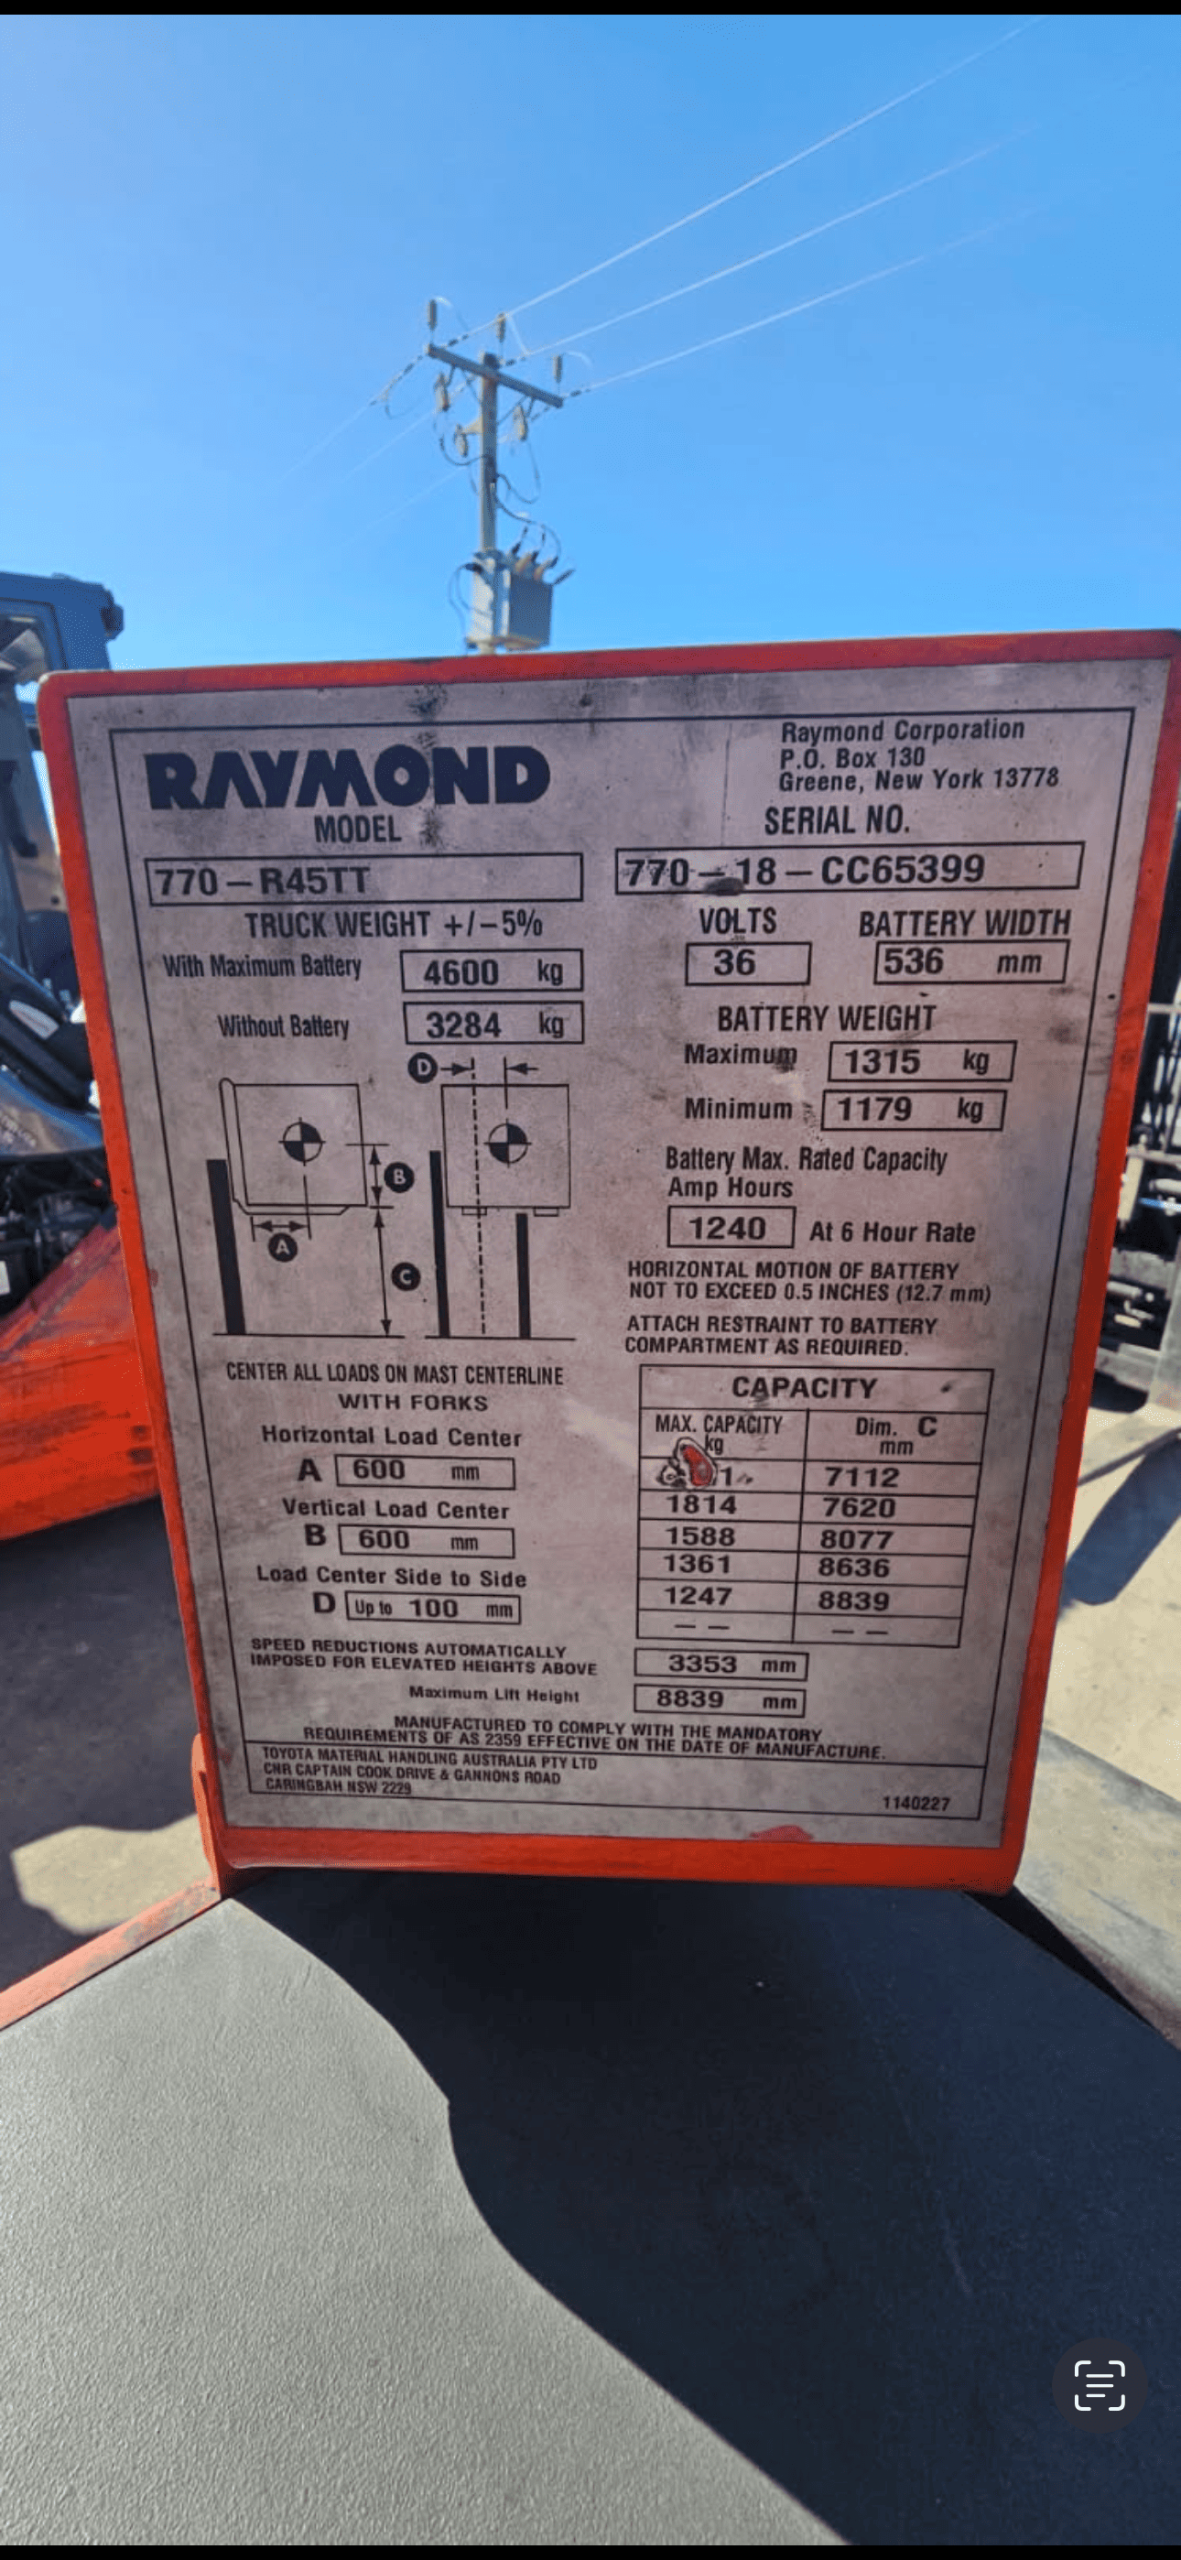 RAYMOND
Raymond Corporation
P.O. Box 130
Greene, New York 13778
MODEL
SERIAL NO.
770-R45TT
770-18-CC65399
TRUCK WEIGHT +/-5%
VOLTS
BATTERY WIDTH
With Maximum Battery 4600 kg
36
536 mm
Without Battery 3284 kg
BATTERY WEIGHT
Maximum 1315 kg
Minimum 1179 kg
D
B
A
C
Battery Max. Rated Capacity
Amp Hours
1240 At 6 Hour Rate
HORIZONTAL MOTION OF BATTERY
NOT TO EXCEED 0.5 INCHES (12.7 mm)
ATTACH RESTRAINT TO BATTERY
COMPARTMENT AS REQUIRED.
CENTER ALL LOADS ON MAST CENTERLINE
WITH FORKS
Horizontal Load Center
A 600 mm
Vertical Load Center
B 600 mm
Load Center Side to Side
D Up to 100 mm
CAPACITY
MAX. CAPACITY kg Dim. C mm
7112
1814 7620
1588 8077
1361 8636
1247 8839
— — — —
SPEED REDUCTIONS AUTOMATICALLY
IMPOSED FOR ELEVATED HEIGHTS ABOVE 3353 mm
Maximum Lift Height 8839 mm
MANUFACTURED TO COMPLY WITH THE MANDATORY
REQUIREMENTS OF AS 2359 EFFECTIVE ON THE DATE OF MANUFACTURE.
TOYOTA MATERIAL HANDLING AUSTRALIA PTY LTD
CNR CAPTAIN COOK DRIVE & GANNONS ROAD
CARINGBAH NSW 2229
1140227